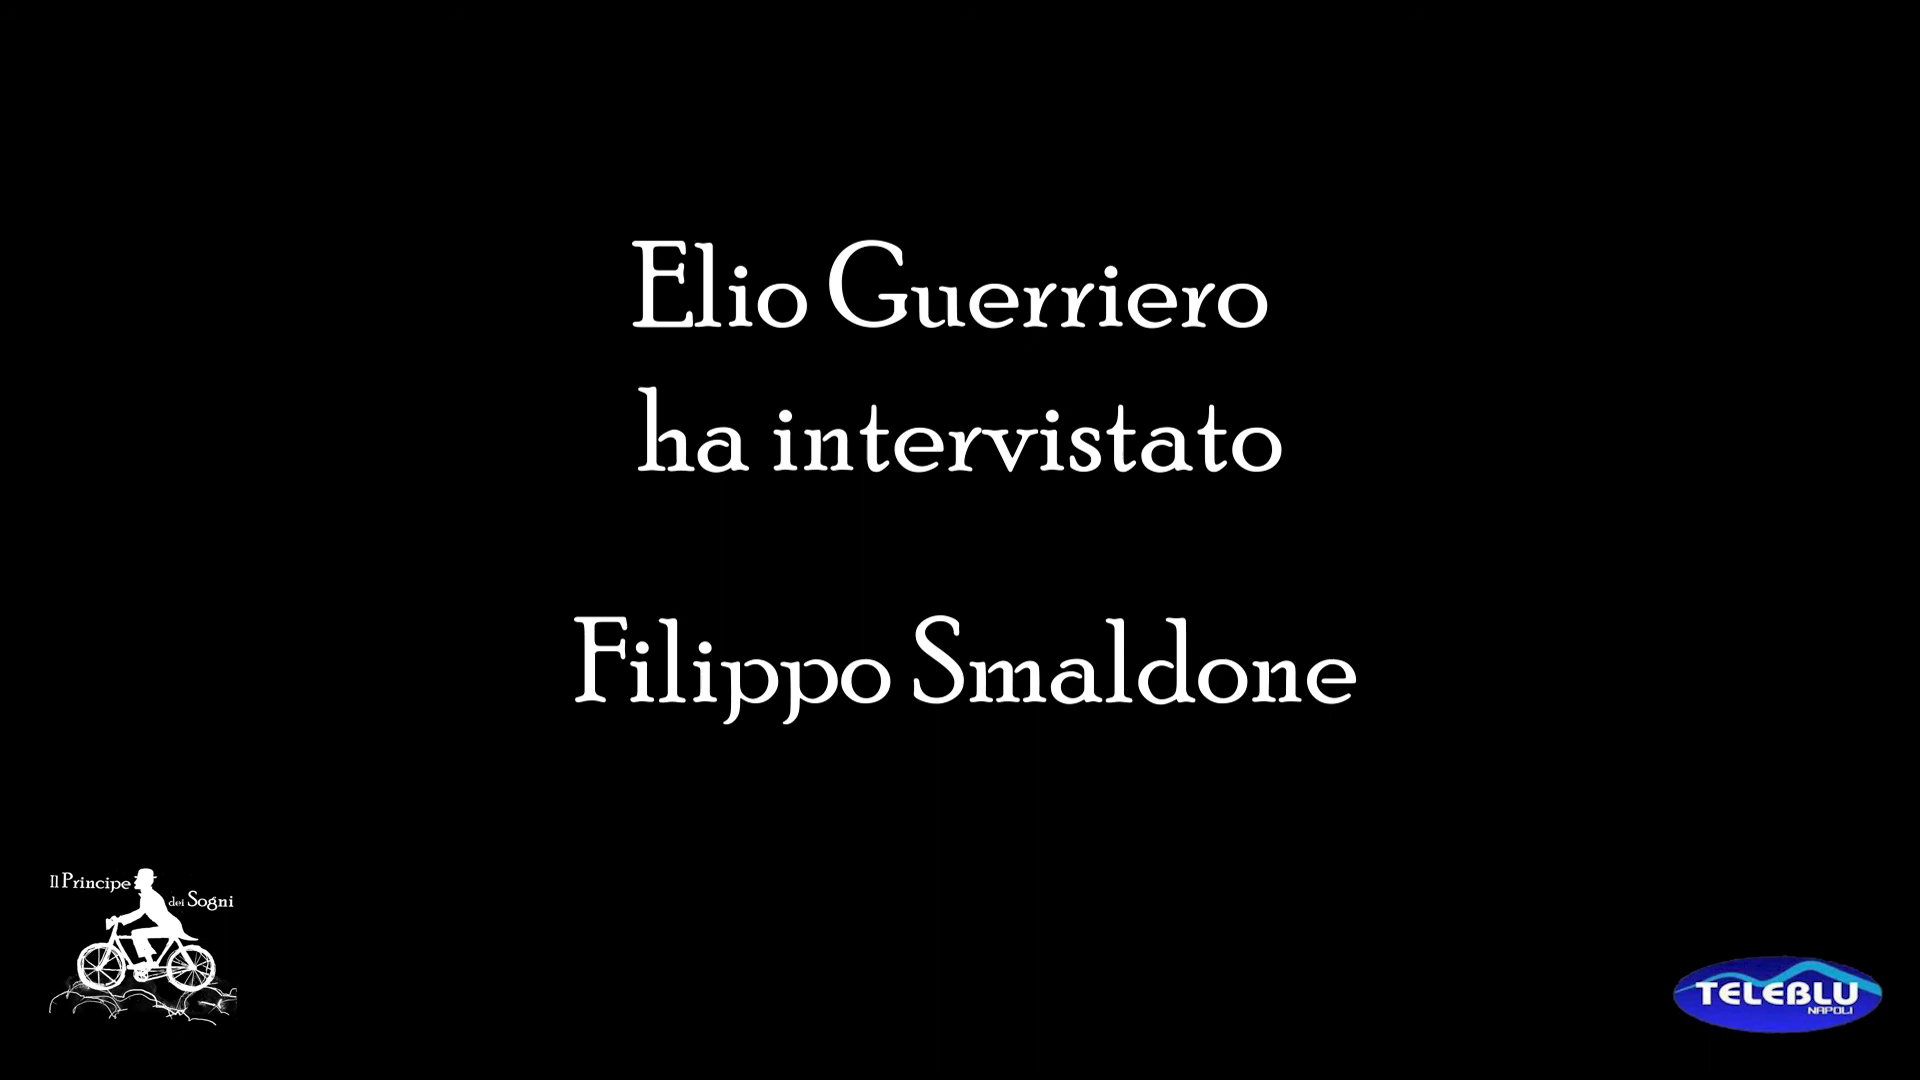 Elio Guerriero
ha intervistato
Filippo Smaldone
Il Principe
dei Sogni
TELEBLU
NAPOLI